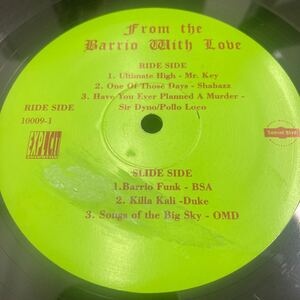 From the
Barrio With Love
RIDE SIDE
1. Ultimate High - Mr. Key
2. One Of Those Days - Shabazz
3. Have You Ever Planned A Murder -
Sir Dyno/Pollo Loco
RIDE SIDE
10009-1
EXPLICIT
SLIDE SIDE
1.Barrio Funk - BSA
2. Killa Kali -Duke
3. Songs of the Big Sky - OMD